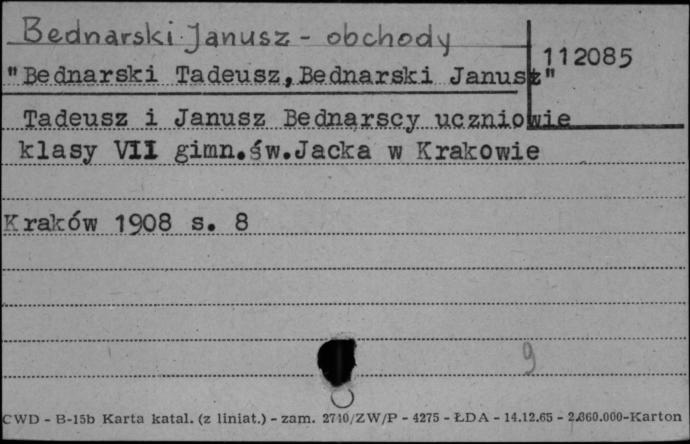 Bednarski Janusz - obchody
112085
"Bednarski Tadeusz, Bednarski Janusz"
Tadeusz i Janusz Bednarscy uczniowie
klasy VII gimn.św.Jacka w Krakowie
Kraków 1908 s. 8
9
CWD - B-15b Karta katal. (z liniat.) - zam. 2740/ZW/P - 4275 - ŁDA - 14.12.65 - 2.660.000-Karton